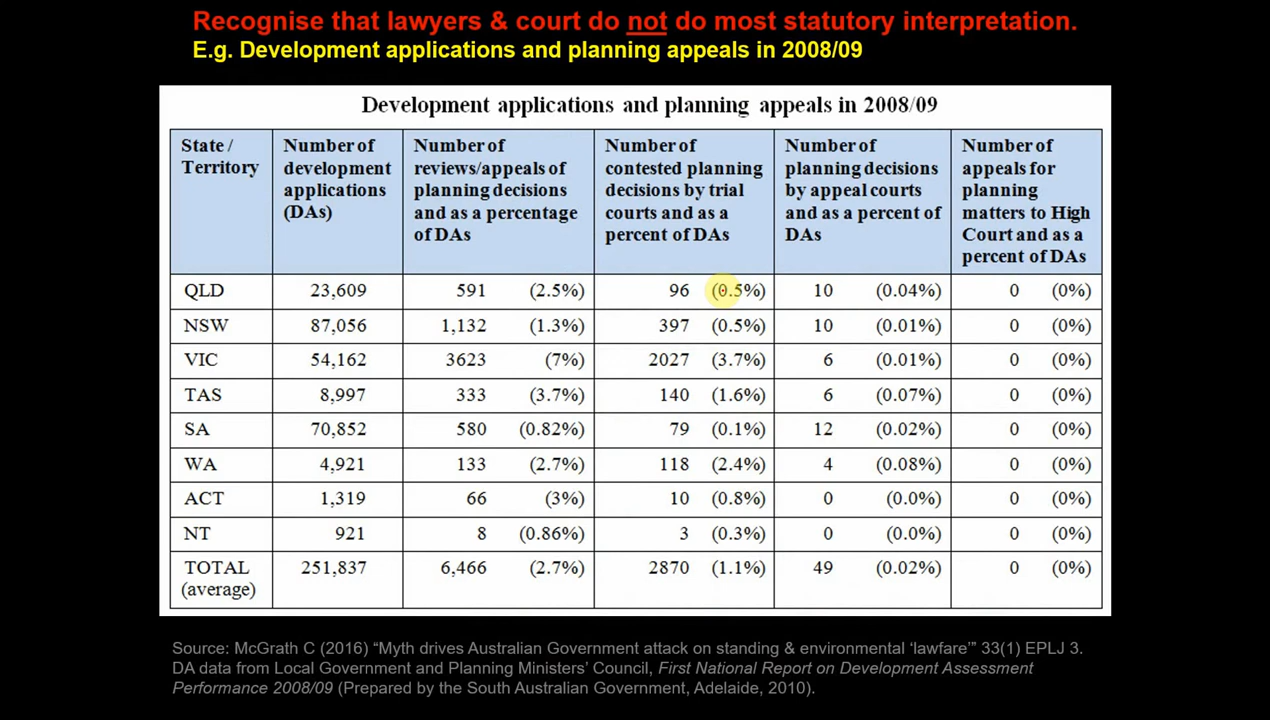 Recognise that lawyers & court do not do most statutory interpretation.
E.g. Development applications and planning appeals in 2008/09
Development applications and planning appeals in 2008/09
State / Territory | Number of development applications (DAs) | Number of reviews/appeals of planning decisions and as a percentage of DAs | Number of contested planning decisions by trial courts and as a percent of DAs | Number of planning decisions by appeal courts and as a percent of DAs | Number of appeals for planning matters to High Court and as a percent of DAs
QLD 23,609 591 (2.5%) 96 (0.5%) 10 (0.04%) 0 (0%)
NSW 87,056 1,132 (1.3%) 397 (0.5%) 10 (0.01%) 0 (0%)
VIC 54,162 3623 (7%) 2027 (3.7%) 6 (0.01%) 0 (0%)
TAS 8,997 333 (3.7%) 140 (1.6%) 6 (0.07%) 0 (0%)
SA 70,852 580 (0.82%) 79 (0.1%) 12 (0.02%) 0 (0%)
WA 4,921 133 (2.7%) 118 (2.4%) 4 (0.08%) 0 (0%)
ACT 1,319 66 (3%) 10 (0.8%) 0 (0.0%) 0 (0%)
NT 921 8 (0.86%) 3 (0.3%) 0 (0.0%) 0 (0%)
TOTAL (average) 251,837 6,466 (2.7%) 2870 (1.1%) 49 (0.02%) 0 (0%)
Source: McGrath C (2016) “Myth drives Australian Government attack on standing & environmental ‘lawfare’” 33(1) EPLJ 3.
DA data from Local Government and Planning Ministers’ Council, First National Report on Development Assessment
Performance 2008/09 (Prepared by the South Australian Government, Adelaide, 2010).